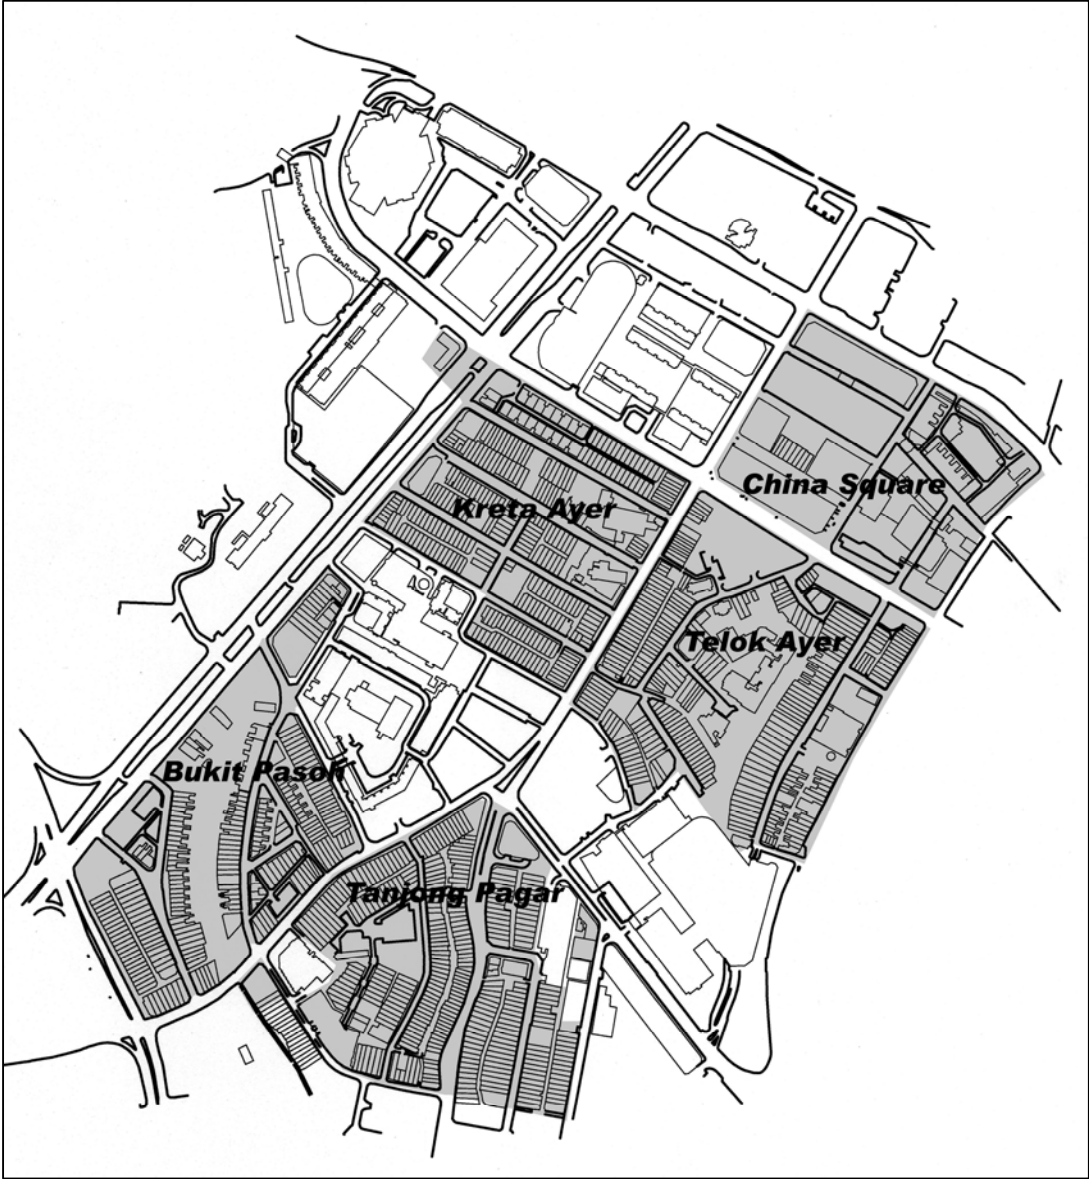 China Square
Kreta Ayer
Telok Ayer
Bukit Pasoh
Tanjong Pagar